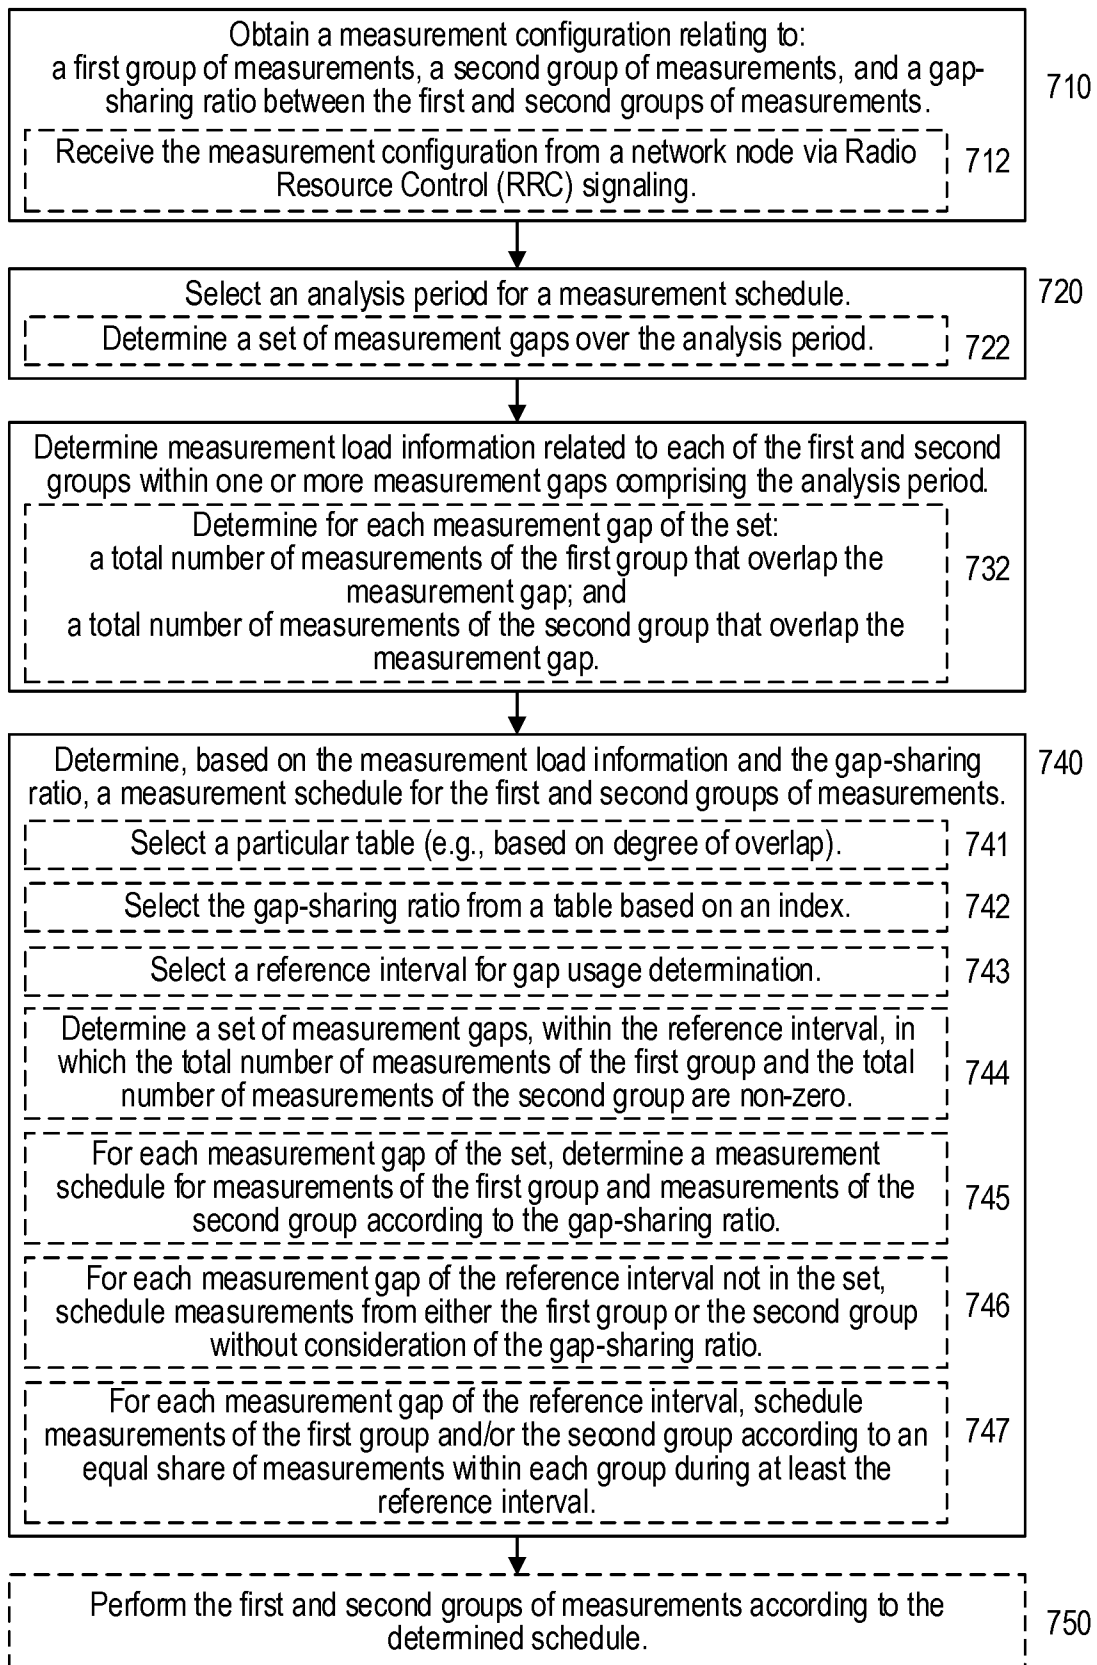 Obtain a measurement configuration relating to:
a first group of measurements, a second group of measurements, and a gap-
sharing ratio between the first and second groups of measurements.
710
Receive the measurement configuration from a network node via Radio
Resource Control (RRC) signaling.
712
Select an analysis period for a measurement schedule.
720
Determine a set of measurement gaps over the analysis period.
722
Determine measurement load information related to each of the first and second
groups within one or more measurement gaps comprising the analysis period.
Determine for each measurement gap of the set:
a total number of measurements of the first group that overlap the
measurement gap; and
a total number of measurements of the second group that overlap the
measurement gap.
732
Determine, based on the measurement load information and the gap-sharing
ratio, a measurement schedule for the first and second groups of measurements.
740
Select a particular table (e.g., based on degree of overlap).
741
Select the gap-sharing ratio from a table based on an index.
742
Select a reference interval for gap usage determination.
743
Determine a set of measurement gaps, within the reference interval, in
which the total number of measurements of the first group and the total
number of measurements of the second group are non-zero.
744
For each measurement gap of the set, determine a measurement
schedule for measurements of the first group and measurements of the
second group according to the gap-sharing ratio.
745
For each measurement gap of the reference interval not in the set,
schedule measurements from either the first group or the second group
without consideration of the gap-sharing ratio.
746
For each measurement gap of the reference interval, schedule
measurements of the first group and/or the second group according to an
equal share of measurements within each group during at least the
reference interval.
747
Perform the first and second groups of measurements according to the
determined schedule.
750